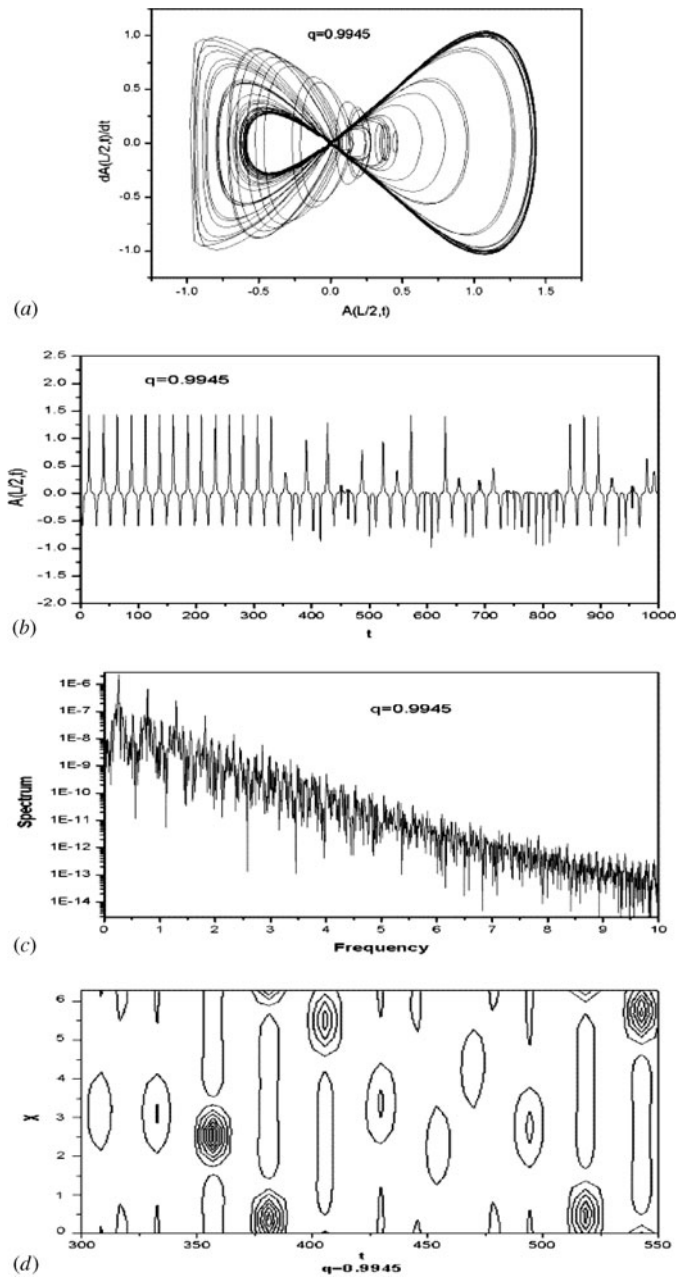 1.0
q=0.9945
0.5
dA(L/2,t)/dt
0.0
-0.5
-1.0
-1.0 -0.5 0.0 0.5 1.0 1.5
A(L/2,t)
(a)
2.5
2.0
q=0.9945
1.5
1.0
A(L/2,t)
0.5
0.0
-0.5
-1.0
-1.5
-2.0
0 100 200 300 400 500 600 700 800 900 1000
t
(b)
1E-6
q=0.9945
1E-7
1E-8
1E-9
Spectrum
1E-10
1E-11
1E-12
1E-13
1E-14
0 1 2 3 4 5 6 7 8 9 10
Frequency
(c)
6
5
4
X
3
2
1
0
300 350 400 450 500 550
t
q=0.9945
(d)